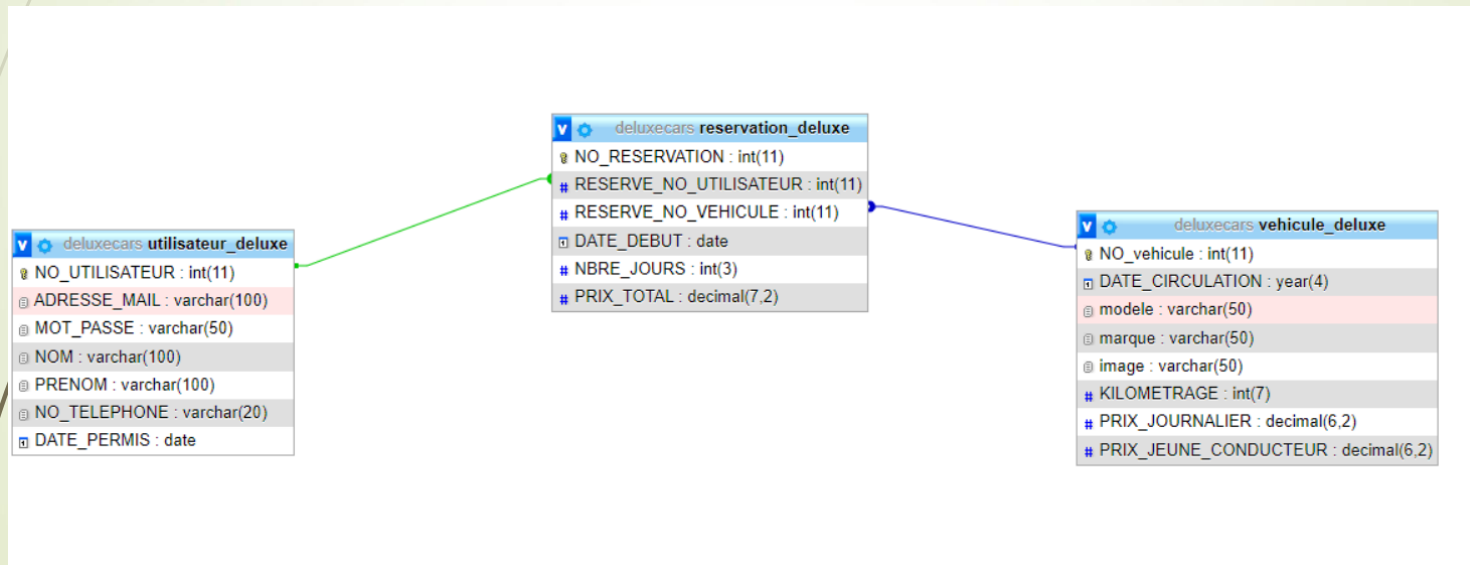 deluxecars utilisateur_deluxe
NO_UTILISATEUR : int(11)
ADRESSE_MAIL : varchar(100)
MOT_PASSE : varchar(50)
NOM : varchar(100)
PRENOM : varchar(100)
NO_TELEPHONE : varchar(20)
DATE_PERMIS : date
deluxecars reservation_deluxe
NO_RESERVATION : int(11)
RESERVE_NO_UTILISATEUR : int(11)
RESERVE_NO_VEHICULE : int(11)
DATE_DEBUT : date
NBRE_JOURS : int(3)
PRIX_TOTAL : decimal(7,2)
deluxecars vehicule_deluxe
NO_vehicule : int(11)
DATE_CIRCULATION : year(4)
modele : varchar(50)
marque : varchar(50)
image : varchar(50)
KILOMETRAGE : int(7)
PRIX_JOURNALIER : decimal(6,2)
PRIX_JEUNE_CONDUCTEUR : decimal(6,2)